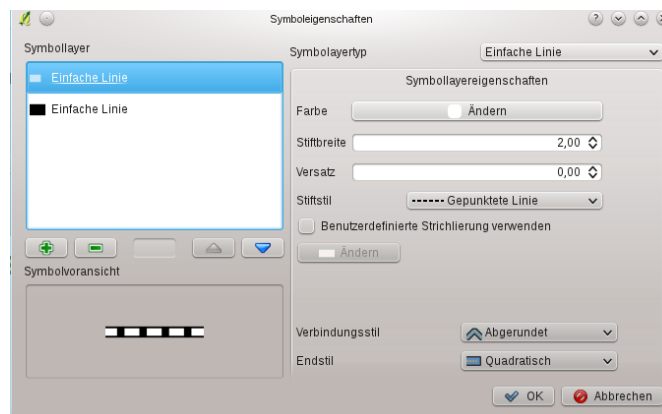 Symboleigenschaften
Symbollayer
Einfache Linie
Einfache Linie
Symbolvoransicht
Symbolayertyp
Einfache Linie
Symbollayereigenschaften
Farbe
Ändern
Stiftbreite
2,00
Versatz
0,00
Stiftstil
Gepunktete Linie
Benutzerdefinierte Strichlierung verwenden
Ändern
Verbindungsstil
Abgerundet
Endstil
Quadratisch
OK
Abbrechen